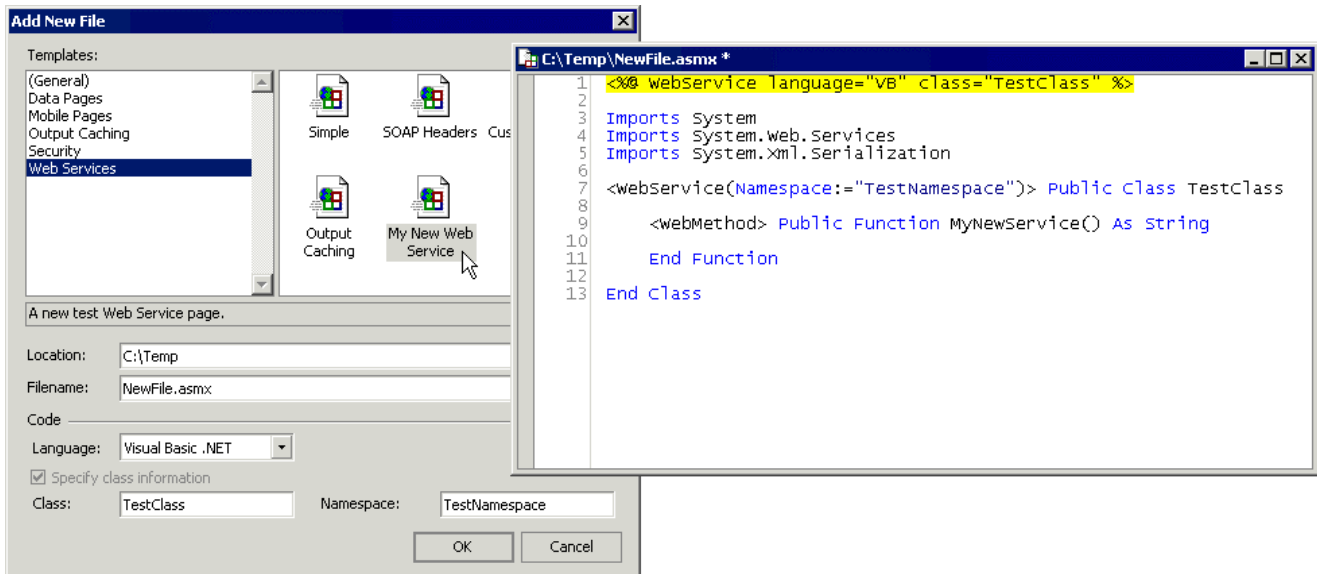 Add New File
Templates:
(General)
Data Pages
Mobile Pages
Output Caching
Security
Web Services
Simple
SOAP Headers
Cus
Output
Caching
My New Web
Service
A new test Web Service page.
Location:
C:\Temp
Filename:
NewFile.asmx
Code
Language:
Visual Basic .NET
Specify class information
Class:
TestClass
Namespace:
TestNamespace
OK
Cancel
C:\Temp\NewFile.asmx *
1 <%@ WebService language="VB" class="TestClass" %>
2
3 Imports System
4 Imports System.Web.Services
5 Imports System.Xml.Serialization
6
7 <WebService(Namespace:="TestNamespace")> Public Class TestClass
8
9 <WebMethod> Public Function MyNewService() As String
10
11 End Function
12
13 End Class